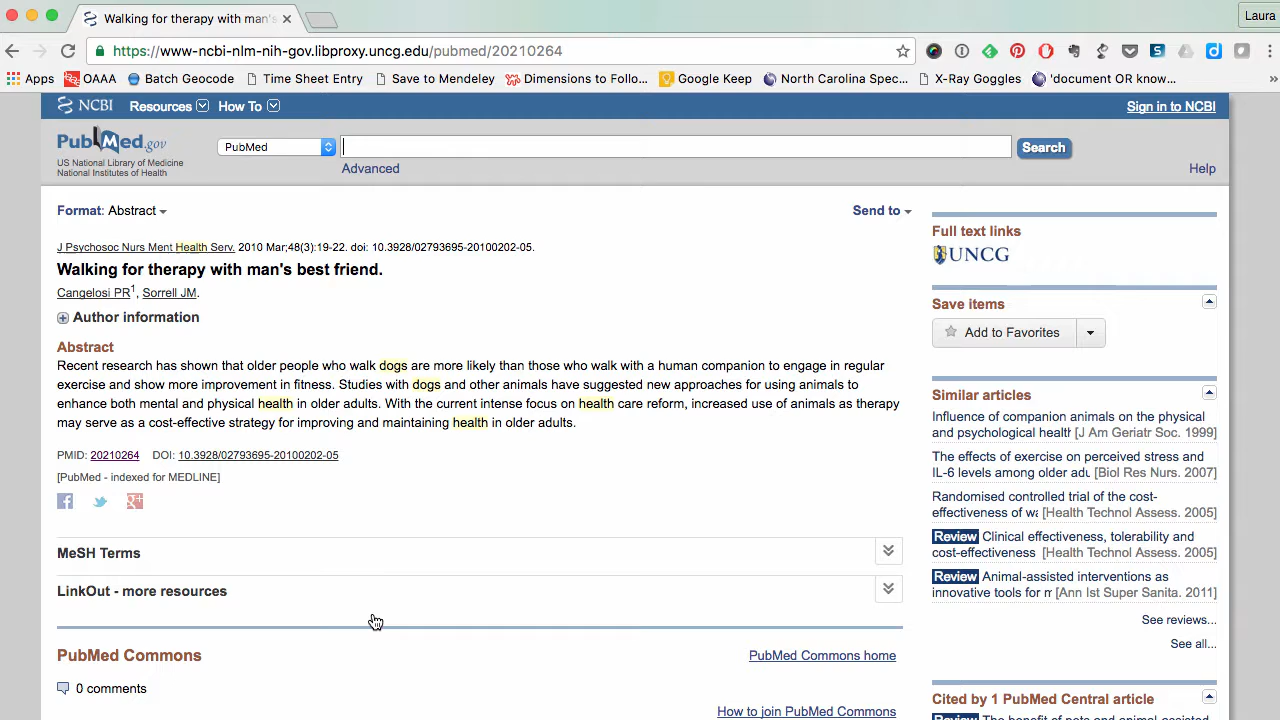 Walking for therapy with man's
Laura
https://www-ncbi-nlm-nih-gov.libproxy.uncg.edu/pubmed/20210264
Apps OAAA Batch Geocode Time Sheet Entry Save to Mendeley Dimensions to Follo... Google Keep North Carolina Spec... X-Ray Goggles 'document OR know... »
NCBI Resources How To Sign in to NCBI
PubMed.gov
US National Library of Medicine
National Institutes of Health
PubMed
Search
Advanced
Help
Format: Abstract
Send to
J Psychosoc Nurs Ment Health Serv. 2010 Mar;48(3):19-22. doi: 10.3928/02793695-20100202-05.
Walking for therapy with man's best friend.
Cangelosi PR1, Sorrell JM.
Author information
Abstract
Recent research has shown that older people who walk dogs are more likely than those who walk with a human companion to engage in regular
exercise and show more improvement in fitness. Studies with dogs and other animals have suggested new approaches for using animals to
enhance both mental and physical health in older adults. With the current intense focus on health care reform, increased use of animals as therapy
may serve as a cost-effective strategy for improving and maintaining health in older adults.
PMID: 20210264 DOI: 10.3928/02793695-20100202-05
[PubMed - indexed for MEDLINE]
MeSH Terms
LinkOut - more resources
PubMed Commons
PubMed Commons home
0 comments
How to join PubMed Commons
Full text links
UNCG
Save items
Add to Favorites
Similar articles
Influence of companion animals on the physical
and psychological health [J Am Geriatr Soc. 1999]
The effects of exercise on perceived stress and
IL-6 levels among older adu [Biol Res Nurs. 2007]
Randomised controlled trial of the cost-
effectiveness of wa [Health Technol Assess. 2005]
Review Clinical effectiveness, tolerability and
cost-effectiveness [Health Technol Assess. 2005]
Review Animal-assisted interventions as
innovative tools for m [Ann Ist Super Sanita. 2011]
See reviews...
See all...
Cited by 1 PubMed Central article